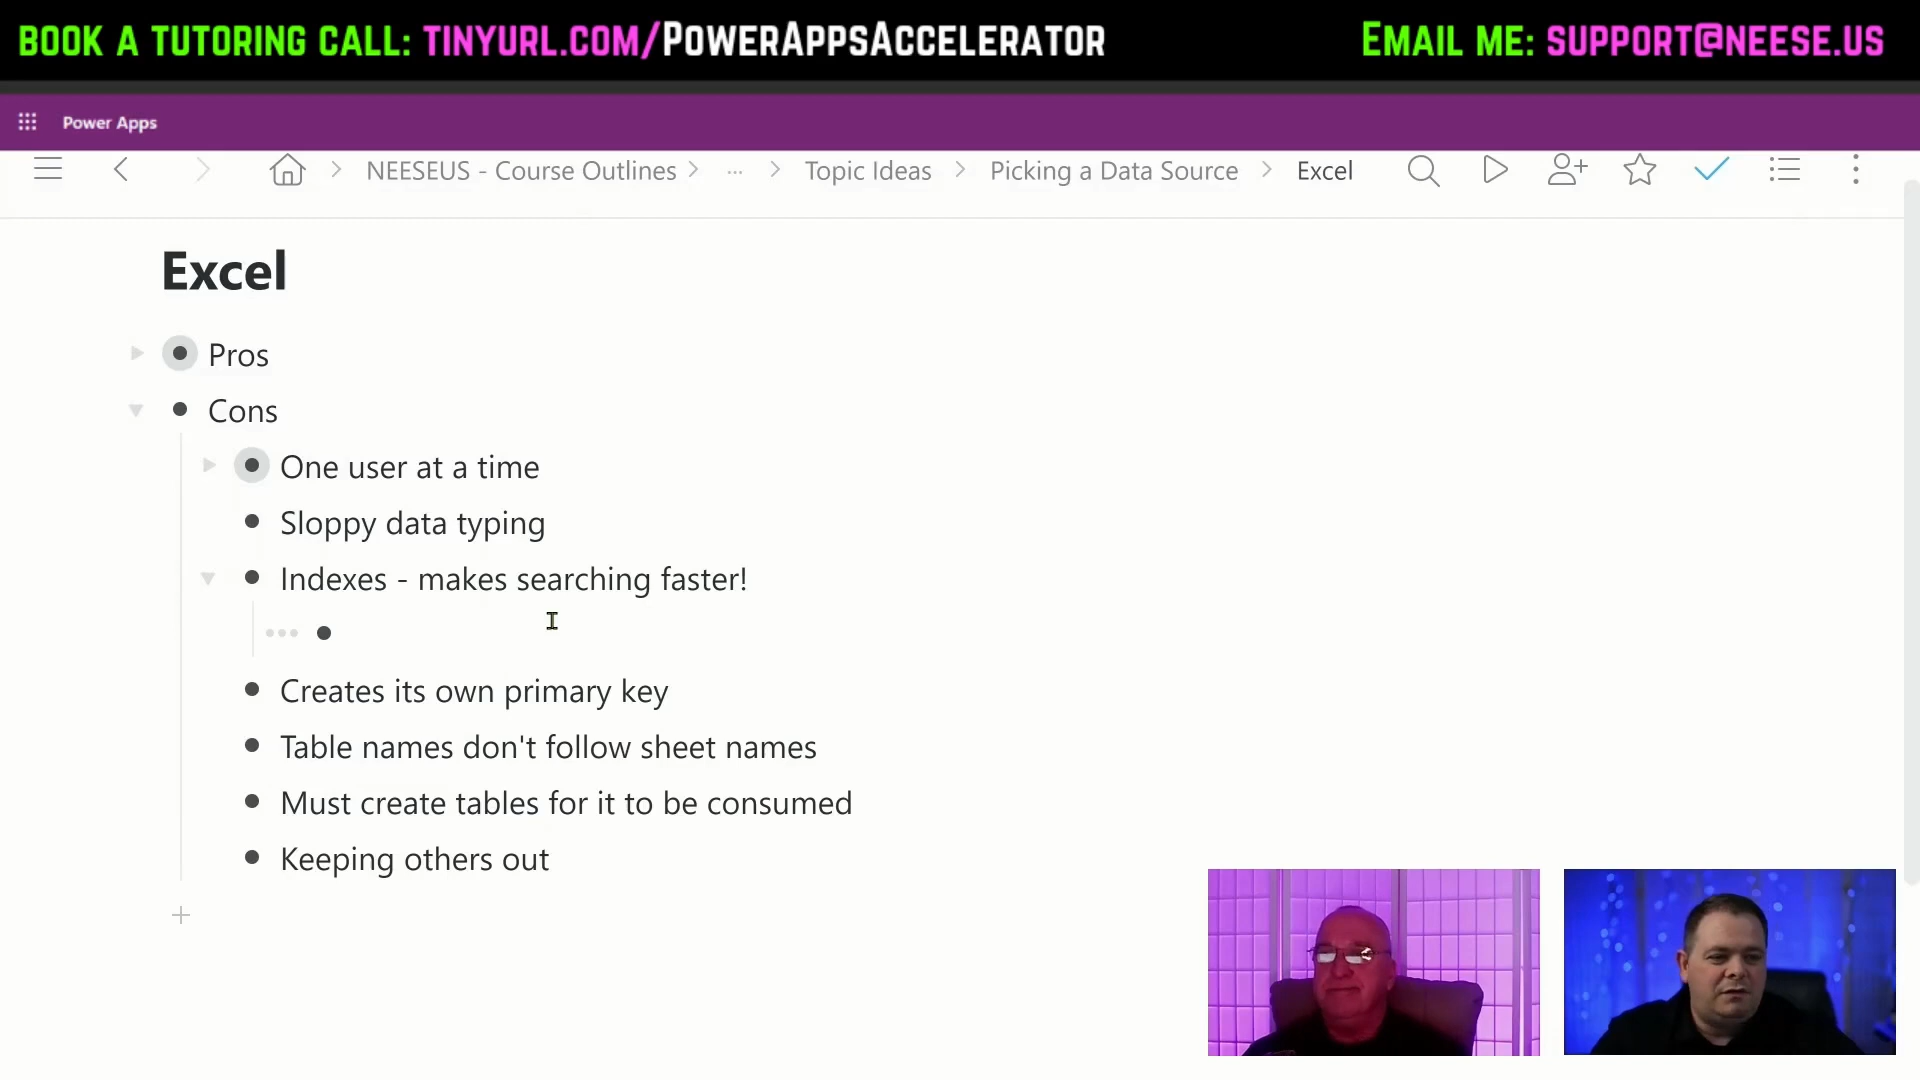 BOOK A TUTORING CALL: TINYURL.COM/POWERAPPSACCELERATOR
EMAIL ME: SUPPORT@NEESE.US
Power Apps
NEESEUS - Course Outlines > ... > Topic Ideas > Picking a Data Source > Excel
Excel
Pros
Cons
One user at a time
Sloppy data typing
Indexes - makes searching faster!
Creates its own primary key
Table names don't follow sheet names
Must create tables for it to be consumed
Keeping others out